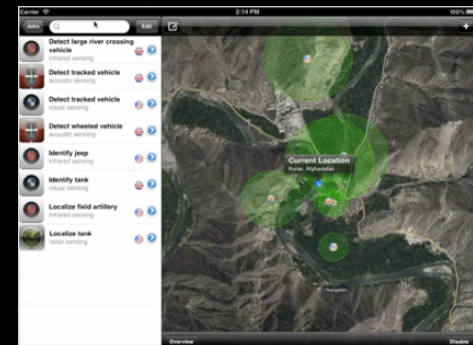 Carrier
2:14 PM
100%
John
Edit
Detect large river crossing
vehicle
infrared sensing
Detect tracked vehicle
acoustic sensing
Detect tracked vehicle
visual sensing
Detect wheeled vehicle
acoustic sensing
Identify jeep
infrared sensing
Identify tank
visual sensing
Localize field artillery
infrared sensing
Localize tank
radar sensing
Current Location
Overview
Disable